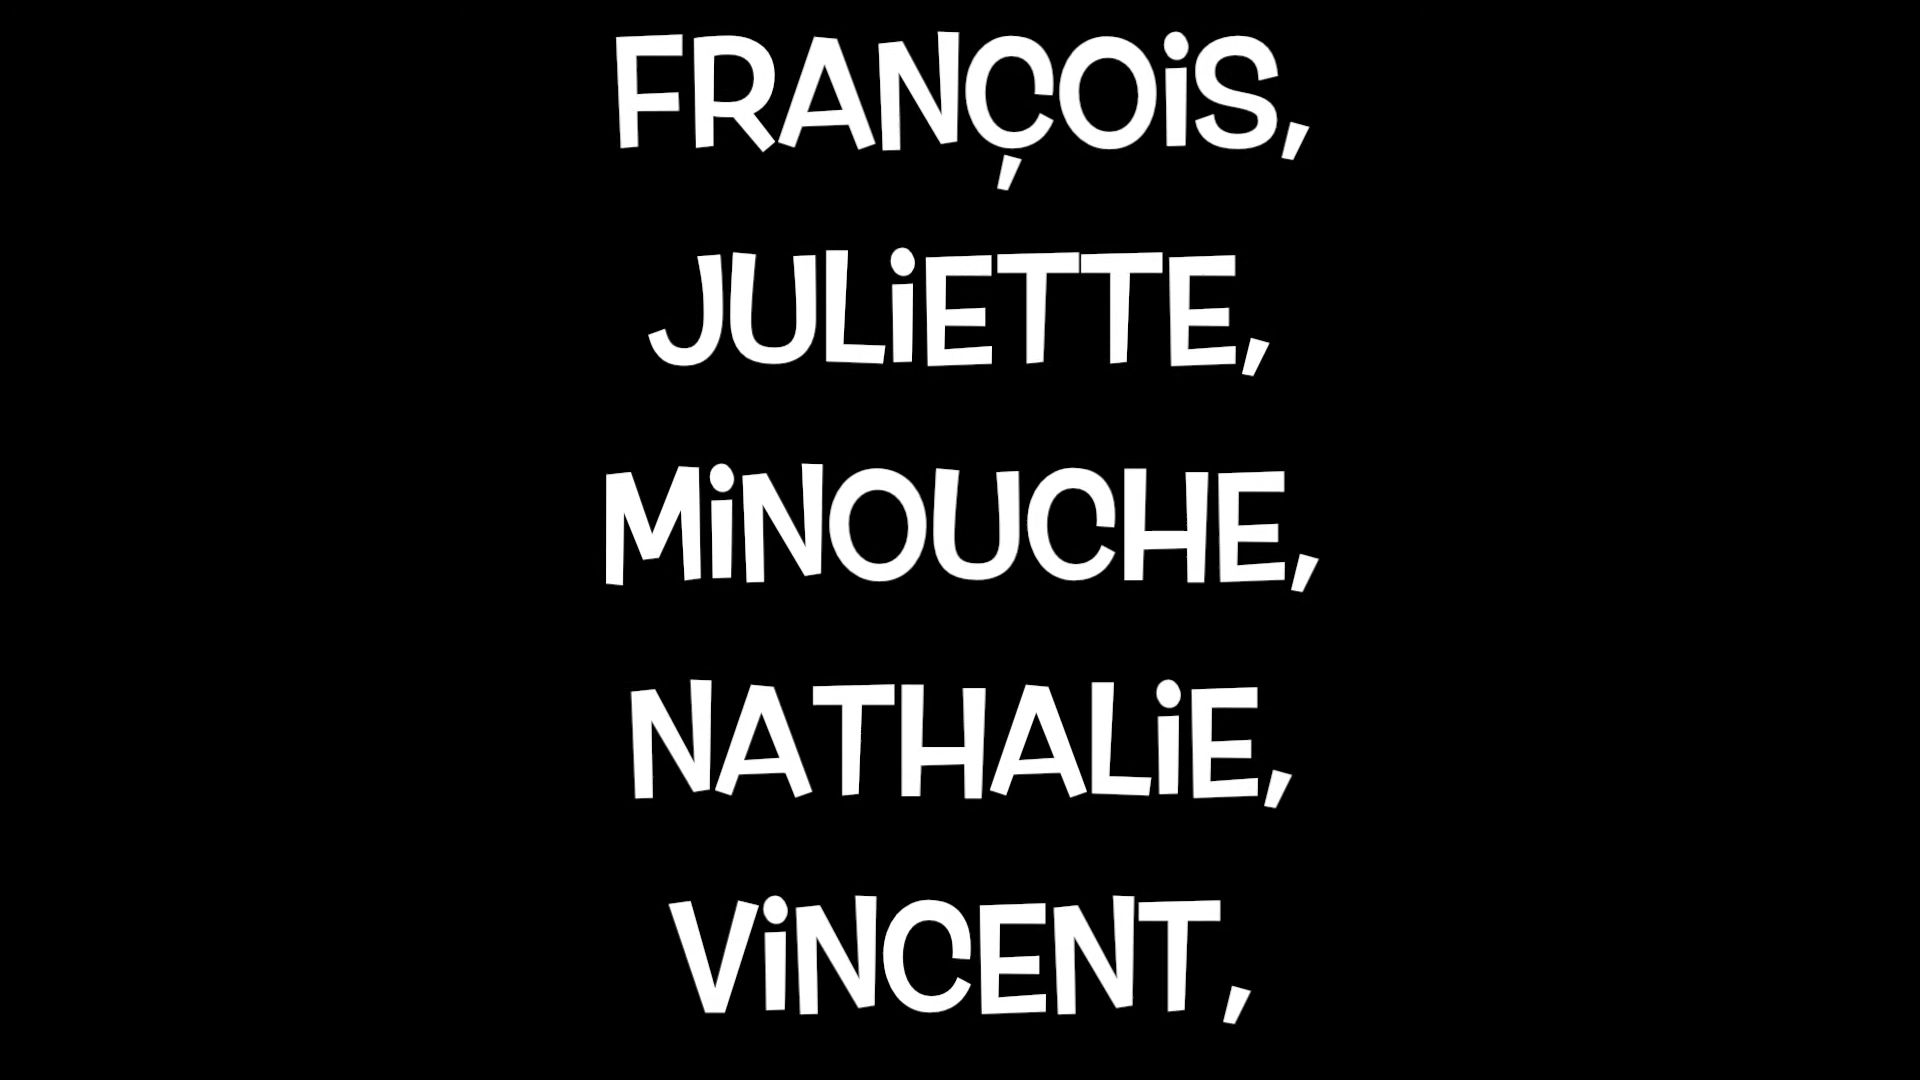 FRANÇOiS,
JULiETTE,
MiNOUCHE,
NATHALiE,
ViNCENT,